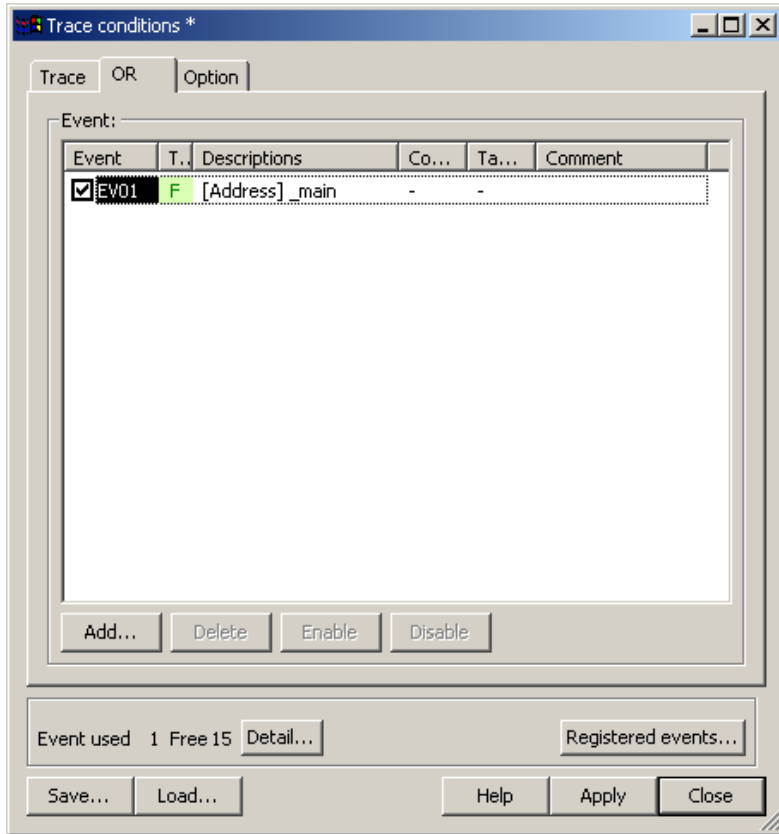 Trace conditions *
Trace OR Option
Event:
Event T.. Descriptions Co... Ta... Comment
EV01 F [Address] _main - -
Add... Delete Enable Disable
Event used 1 Free 15 Detail... Registered events...
Save... Load... Help Apply Close